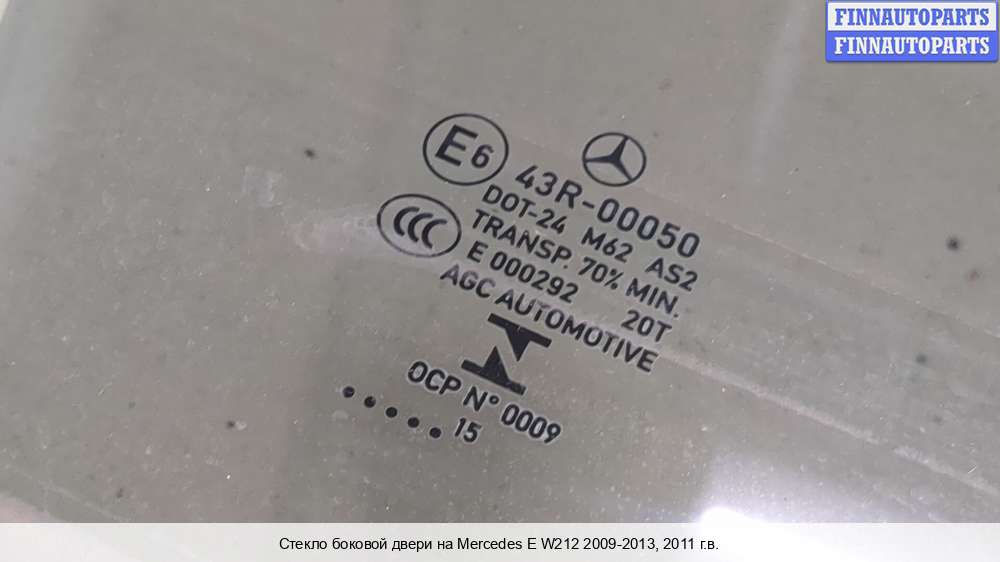 FINNAUTOPARTS
FINNAUTOPARTS
E6
43R-00050
CCC
DOT-24 M62 AS2
TRANSP. 70% MIN.
E 000292 20T
AGC AUTOMOTIVE
OCP N° 0009
..... 15
Стекло боковой двери на Mercedes E W212 2009-2013, 2011 г.в.